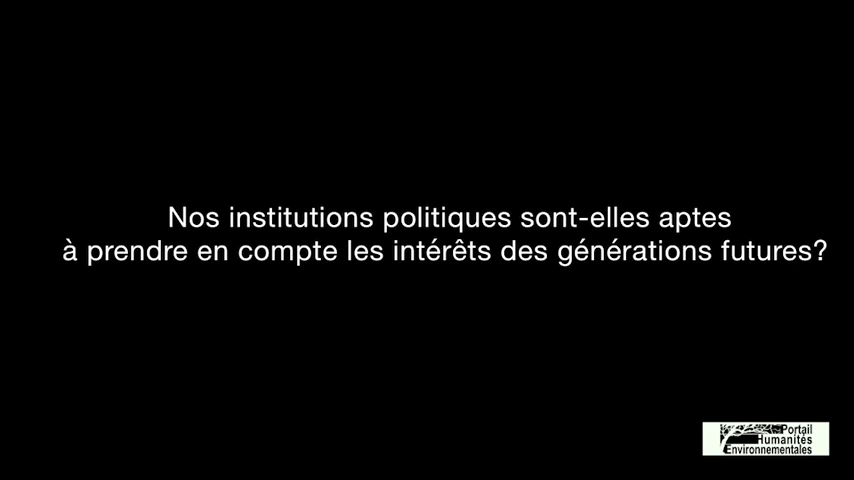 Nos institutions politiques sont-elles aptes
à prendre en compte les intérêts des générations futures?
Portail
Humanités
Environnementales